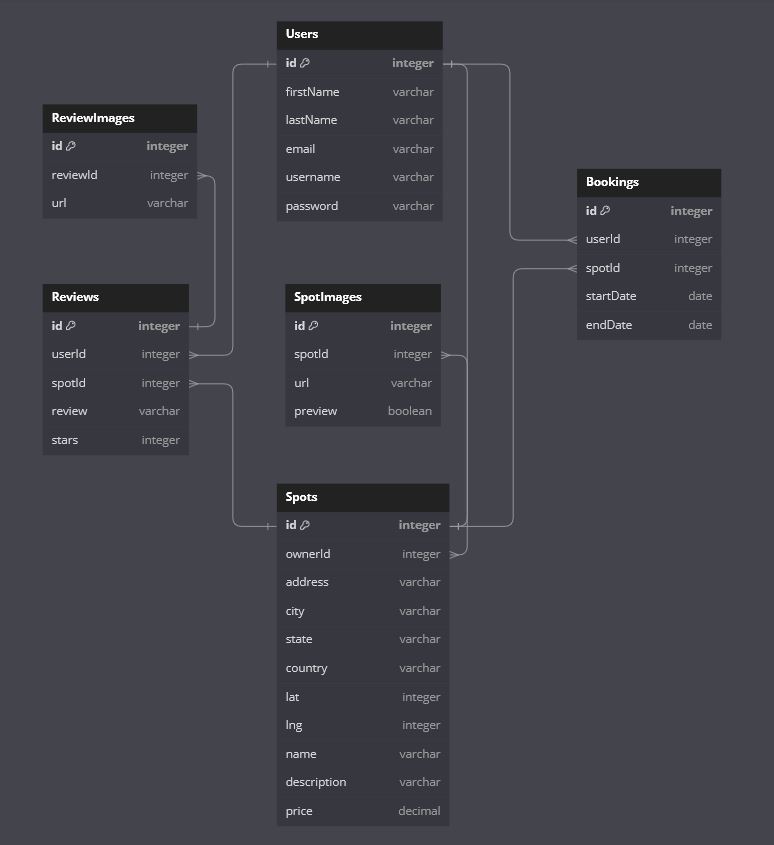 Users
id integer
firstName varchar
lastName varchar
email varchar
username varchar
password varchar
ReviewImages
id integer
reviewId integer
url varchar
Bookings
id integer
userId integer
spotId integer
startDate date
endDate date
Reviews
id integer
userId integer
spotId integer
review varchar
stars integer
SpotImages
id integer
spotId integer
url varchar
preview boolean
Spots
id integer
ownerId integer
address varchar
city varchar
state varchar
country varchar
lat integer
lng integer
name varchar
description varchar
price decimal